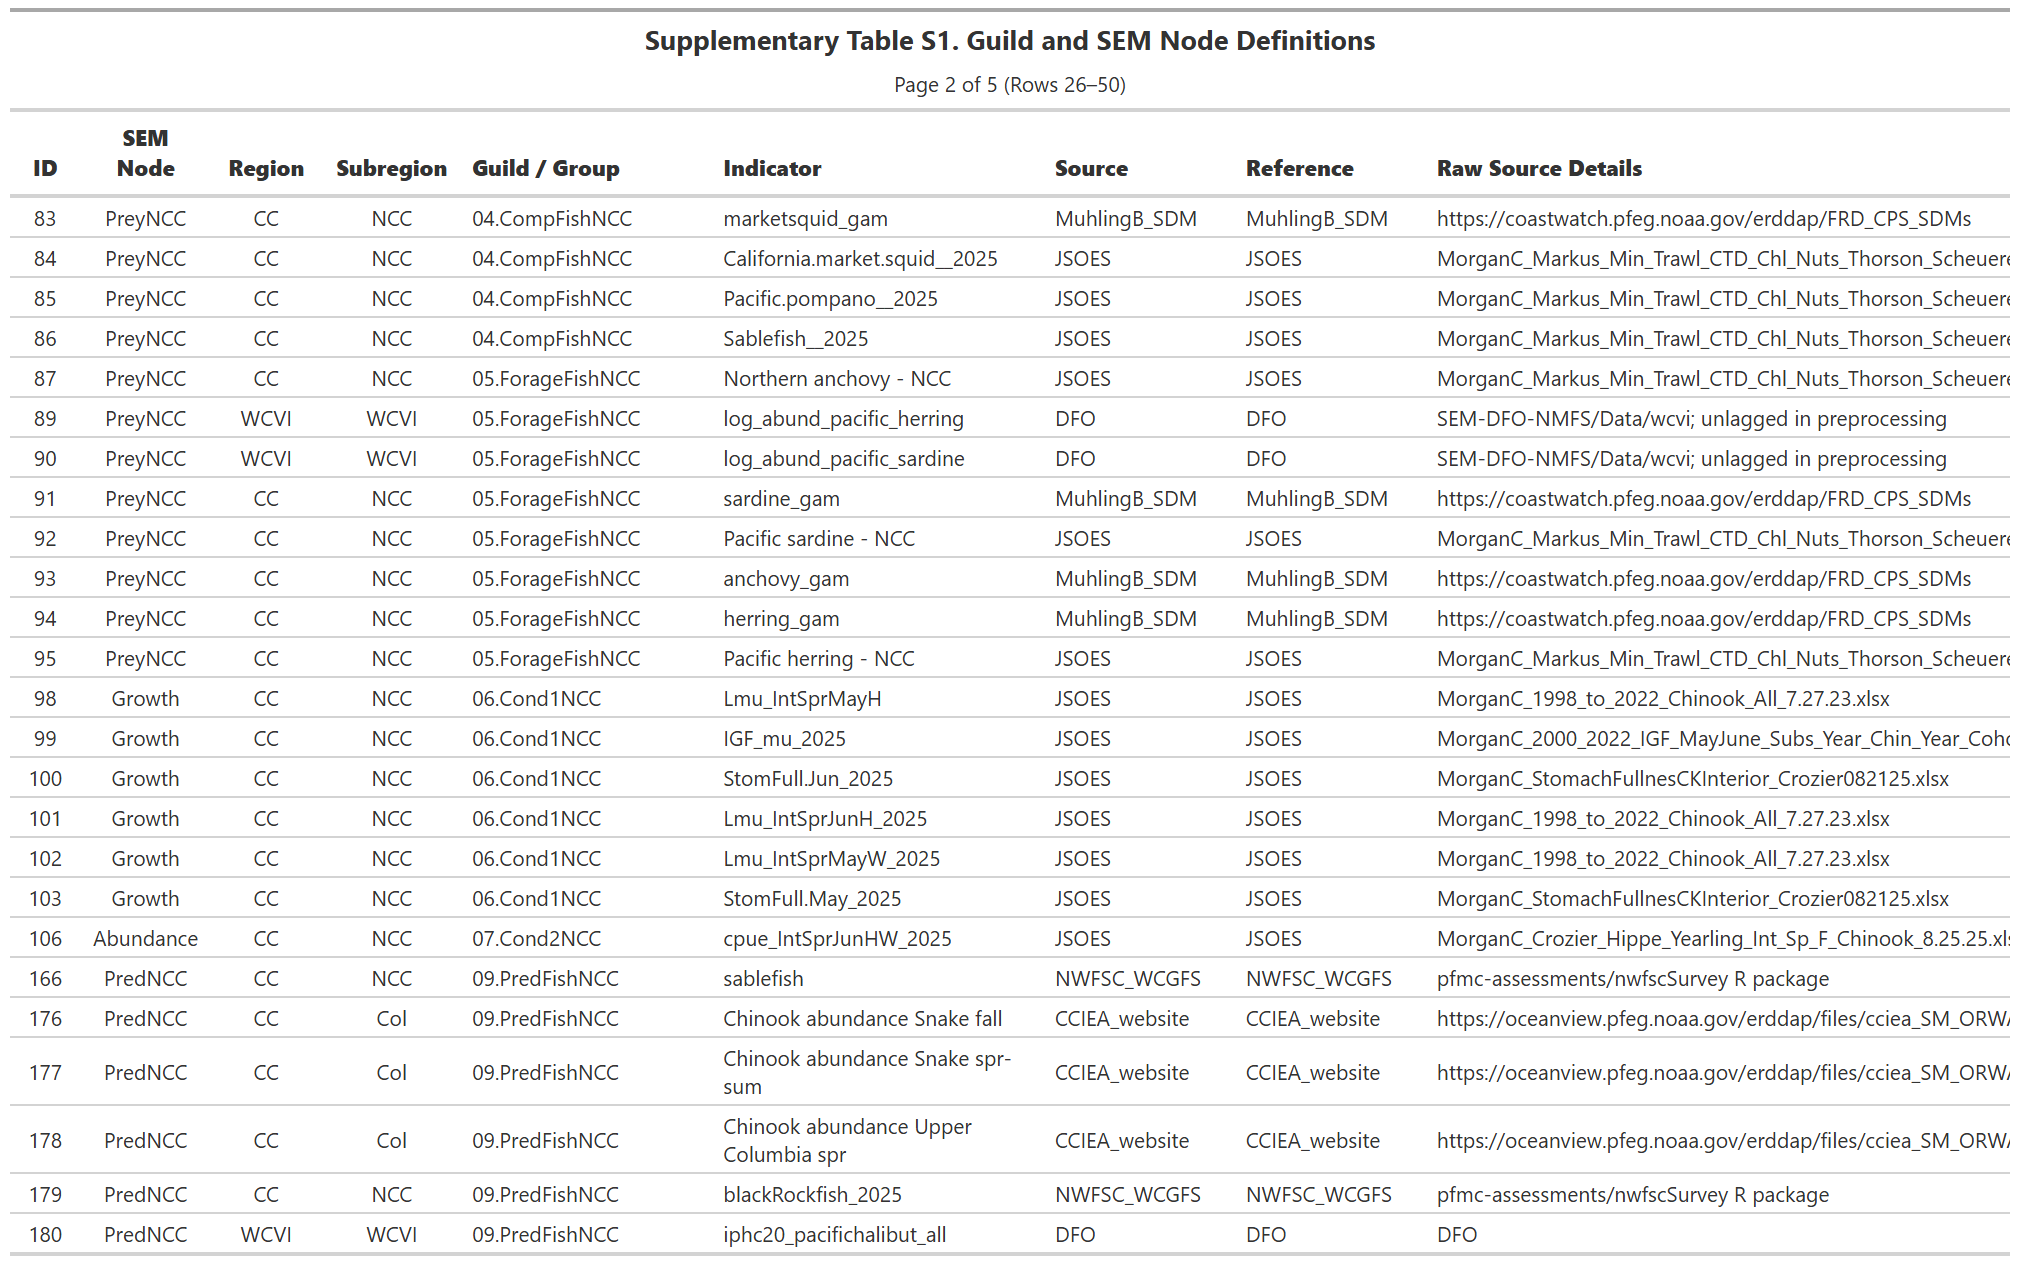 Supplementary Table S1. Guild and SEM Node Definitions
Page 2 of 5 (Rows 26–50)
ID SEM Node Region Subregion Guild / Group Indicator Source Reference Raw Source Details
83 PreyNCC CC NCC 04.CompFishNCC marketsquid_gam MuhlingB_SDM MuhlingB_SDM https://coastwatch.pfeg.noaa.gov/erddap/FRD_CPS_SDMs
84 PreyNCC CC NCC 04.CompFishNCC California.market.squid__2025 JSOES JSOES MorganC_Markus_Min_Trawl_CTD_Chl_Nuts_Thorson_Scheuere
85 PreyNCC CC NCC 04.CompFishNCC Pacific.pompano__2025 JSOES JSOES MorganC_Markus_Min_Trawl_CTD_Chl_Nuts_Thorson_Scheuere
86 PreyNCC CC NCC 04.CompFishNCC Sablefish__2025 JSOES JSOES MorganC_Markus_Min_Trawl_CTD_Chl_Nuts_Thorson_Scheuere
87 PreyNCC CC NCC 05.ForageFishNCC Northern anchovy - NCC JSOES JSOES MorganC_Markus_Min_Trawl_CTD_Chl_Nuts_Thorson_Scheuere
89 PreyNCC WCVI WCVI 05.ForageFishNCC log_abund_pacific_herring DFO DFO SEM-DFO-NMFS/Data/wcvi; unlagged in preprocessing
90 PreyNCC WCVI WCVI 05.ForageFishNCC log_abund_pacific_sardine DFO DFO SEM-DFO-NMFS/Data/wcvi; unlagged in preprocessing
91 PreyNCC CC NCC 05.ForageFishNCC sardine_gam MuhlingB_SDM MuhlingB_SDM https://coastwatch.pfeg.noaa.gov/erddap/FRD_CPS_SDMs
92 PreyNCC CC NCC 05.ForageFishNCC Pacific sardine - NCC JSOES JSOES MorganC_Markus_Min_Trawl_CTD_Chl_Nuts_Thorson_Scheuere
93 PreyNCC CC NCC 05.ForageFishNCC anchovy_gam MuhlingB_SDM MuhlingB_SDM https://coastwatch.pfeg.noaa.gov/erddap/FRD_CPS_SDMs
94 PreyNCC CC NCC 05.ForageFishNCC herring_gam MuhlingB_SDM MuhlingB_SDM https://coastwatch.pfeg.noaa.gov/erddap/FRD_CPS_SDMs
95 PreyNCC CC NCC 05.ForageFishNCC Pacific herring - NCC JSOES JSOES MorganC_Markus_Min_Trawl_CTD_Chl_Nuts_Thorson_Scheuere
98 Growth CC NCC 06.Cond1NCC Lmu_IntSprMayH JSOES JSOES MorganC_1998_to_2022_Chinook_All_7.27.23.xlsx
99 Growth CC NCC 06.Cond1NCC IGF_mu_2025 JSOES JSOES MorganC_2000_2022_IGF_MayJune_Subs_Year_Chin_Year_Coho
100 Growth CC NCC 06.Cond1NCC StomFull.Jun_2025 JSOES JSOES MorganC_StomachFullnesCKInterior_Crozier082125.xlsx
101 Growth CC NCC 06.Cond1NCC Lmu_IntSprJunH_2025 JSOES JSOES MorganC_1998_to_2022_Chinook_All_7.27.23.xlsx
102 Growth CC NCC 06.Cond1NCC Lmu_IntSprMayW_2025 JSOES JSOES MorganC_1998_to_2022_Chinook_All_7.27.23.xlsx
103 Growth CC NCC 06.Cond1NCC StomFull.May_2025 JSOES JSOES MorganC_StomachFullnesCKInterior_Crozier082125.xlsx
106 Abundance CC NCC 07.Cond2NCC cpue_IntSprJunHW_2025 JSOES JSOES MorganC_Crozier_Hippe_Yearling_Int_Sp_F_Chinook_8.25.25.xls
166 PredNCC CC NCC 09.PredFishNCC sablefish NWFSC_WCGFS NWFSC_WCGFS pfmc-assessments/nwfscSurvey R package
176 PredNCC CC Col 09.PredFishNCC Chinook abundance Snake fall CCIEA_website CCIEA_website https://oceanview.pfeg.noaa.gov/erddap/files/cciea_SM_ORWA
177 PredNCC CC Col 09.PredFishNCC Chinook abundance Snake spr-
sum CCIEA_website CCIEA_website https://oceanview.pfeg.noaa.gov/erddap/files/cciea_SM_ORWA
178 PredNCC CC Col 09.PredFishNCC Chinook abundance Upper
Columbia spr CCIEA_website CCIEA_website https://oceanview.pfeg.noaa.gov/erddap/files/cciea_SM_ORWA
179 PredNCC CC NCC 09.PredFishNCC blackRockfish_2025 NWFSC_WCGFS NWFSC_WCGFS pfmc-assessments/nwfscSurvey R package
180 PredNCC WCVI WCVI 09.PredFishNCC iphc20_pacifichalibut_all DFO DFO DFO